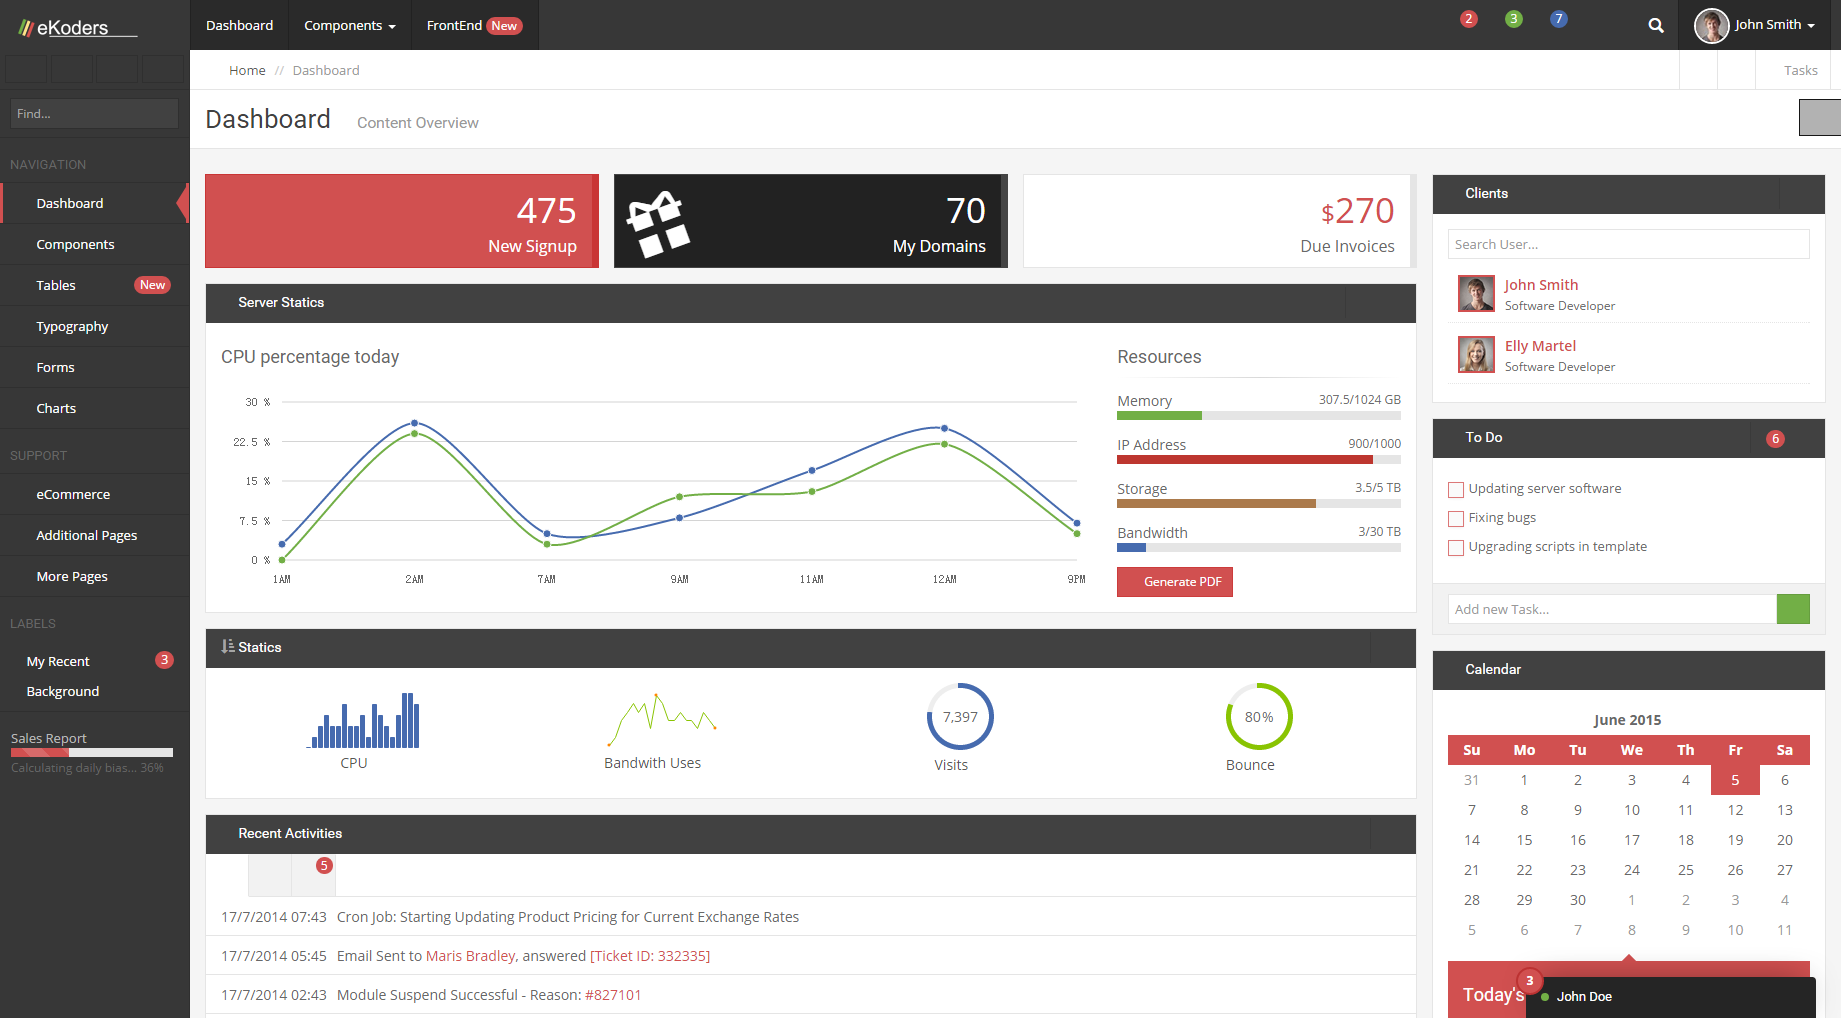 eKoders
Dashboard
Components
FrontEnd New
2
3
7
John Smith
Home // Dashboard
Tasks
Find...
Dashboard Content Overview
NAVIGATION
Dashboard
Components
Tables New
Typography
Forms
Charts
SUPPORT
eCommerce
Additional Pages
More Pages
LABELS
My Recent 3
Background
Sales Report
Calculating daily bias... 36%
475
New Signup
70
My Domains
$270
Due Invoices
Server Statics
CPU percentage today
30 %
22.5 %
15 %
7.5 %
0 %
1AM 2AM 7AM 9AM 11AM 12AM 9PM
Resources
Memory 307.5/1024 GB
IP Address 900/1000
Storage 3.5/5 TB
Bandwidth 3/30 TB
Generate PDF
Statics
CPU
Bandwith Uses
7,397
Visits
80%
Bounce
Recent Activities
5
17/7/2014 07:43 Cron Job: Starting Updating Product Pricing for Current Exchange Rates
17/7/2014 05:45 Email Sent to Maris Bradley, answered [Ticket ID: 332335]
17/7/2014 02:43 Module Suspend Successful - Reason: #827101
Clients
Search User...
John Smith
Software Developer
Elly Martel
Software Developer
To Do 6
Updating server software
Fixing bugs
Upgrading scripts in template
Add new Task...
Calendar
June 2015
Su Mo Tu We Th Fr Sa
31 1 2 3 4 5 6
7 8 9 10 11 12 13
14 15 16 17 18 19 20
21 22 23 24 25 26 27
28 29 30 1 2 3 4
5 6 7 8 9 10 11
Today's
3
John Doe